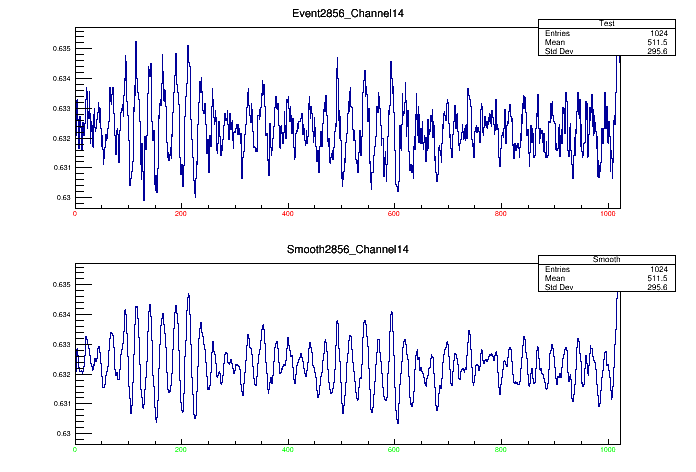 Event2856_Channel14
Test
Entries 1024
Mean 511.5
Std Dev 295.6
0.635
0.634
0.633
0.632
0.631
0.63
0 200 400 600 800 1000
Smooth2856_Channel14
Smooth
Entries 1024
Mean 511.5
Std Dev 295.6
0.635
0.634
0.633
0.632
0.631
0.63
0 200 400 600 800 1000